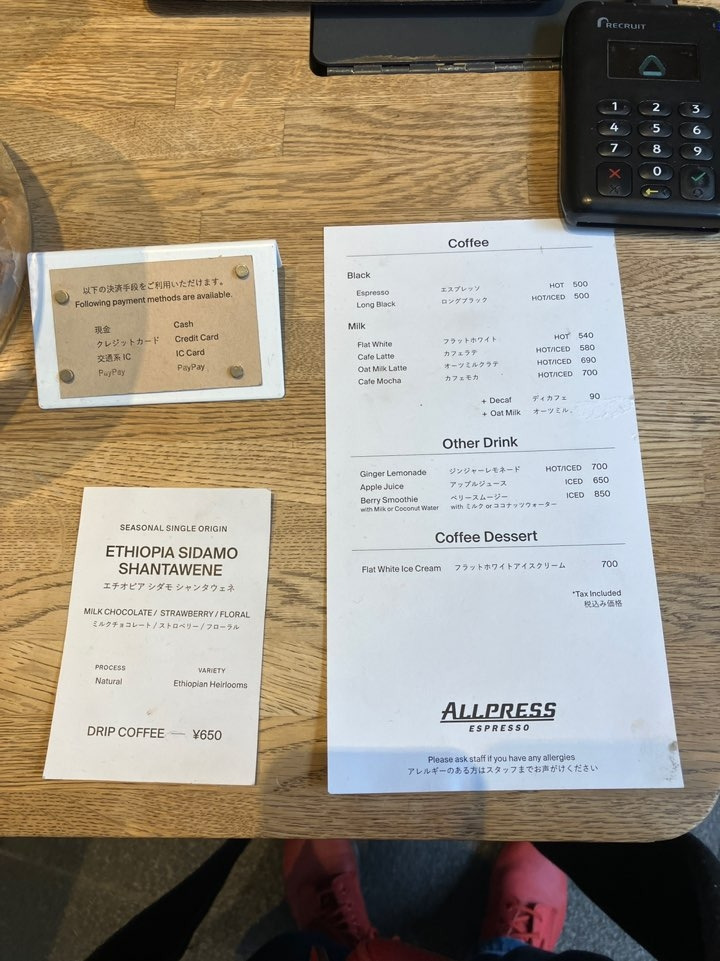 RECRUIT
1 2 3
4 5 6
7 8 9
0
以下の決済手段をご利用いただけます。
Following payment methods are available.
現金 Cash
クレジットカード Credit Card
交通系 IC IC Card
PayPay PayPay
SEASONAL SINGLE ORIGIN
ETHIOPIA SIDAMO
SHANTAWENE
エチオピア シダモ シャンタウェネ
MILK CHOCOLATE / STRAWBERRY / FLORAL
ミルクチョコレート / ストロベリー / フローラル
PROCESS VARIETY
Natural Ethiopian Heirlooms
DRIP COFFEE — ¥650
Coffee
Black
Espresso エスプレッソ HOT 500
Long Black ロングブラック HOT/ICED 500
Milk
Flat White フラットホワイト HOT 540
Cafe Latte カフェラテ HOT/ICED 580
Oat Milk Latte オーツミルクラテ HOT/ICED 690
Cafe Mocha カフェモカ HOT/ICED 700
+ Decaf ディカフェ 90
+ Oat Milk オーツミル
Other Drink
Ginger Lemonade ジンジャーレモネード HOT/ICED 700
Apple Juice アップルジュース ICED 650
Berry Smoothie ベリースムージー ICED 850
with Milk or Coconut Water with ミルク or ココナッツウォーター
Coffee Dessert
Flat White Ice Cream フラットホワイトアイスクリーム 700
*Tax Included
税込み価格
ALLPRESS
ESPRESSO
Please ask staff if you have any allergies
アレルギーのある方はスタッフまでお声がけください